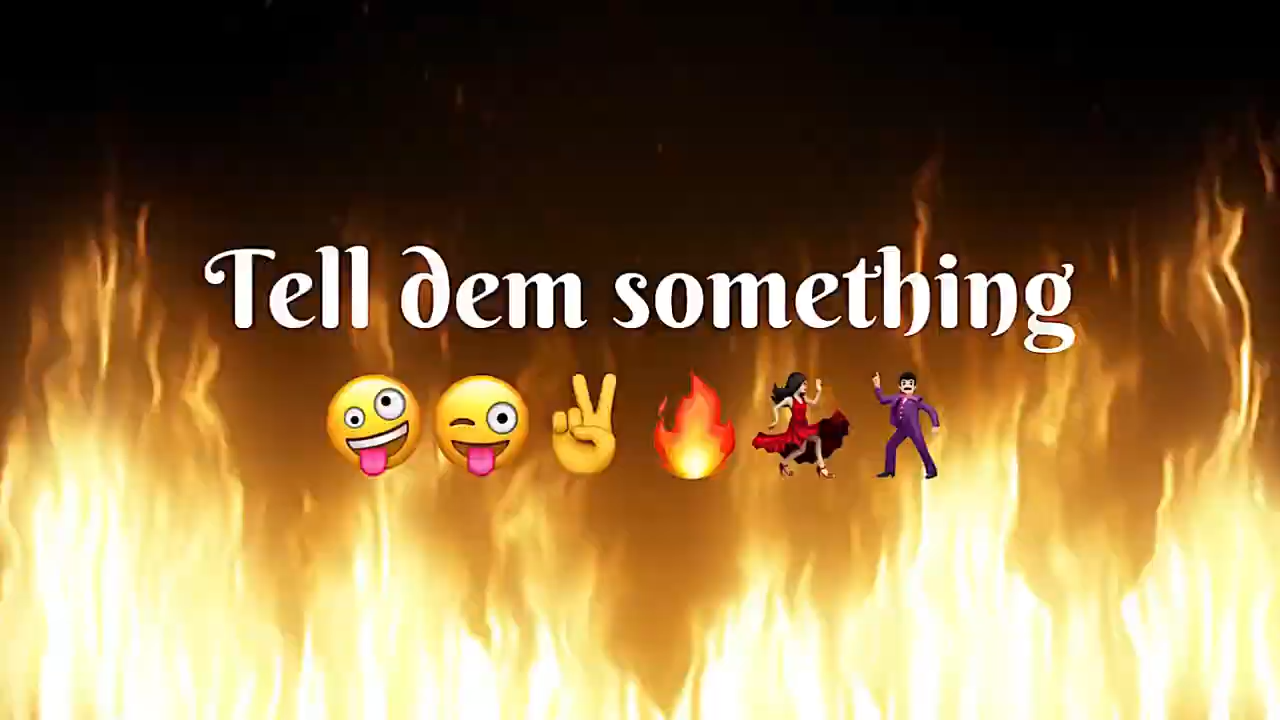 Tell dem something
🤪😜✌🔥💃🕺